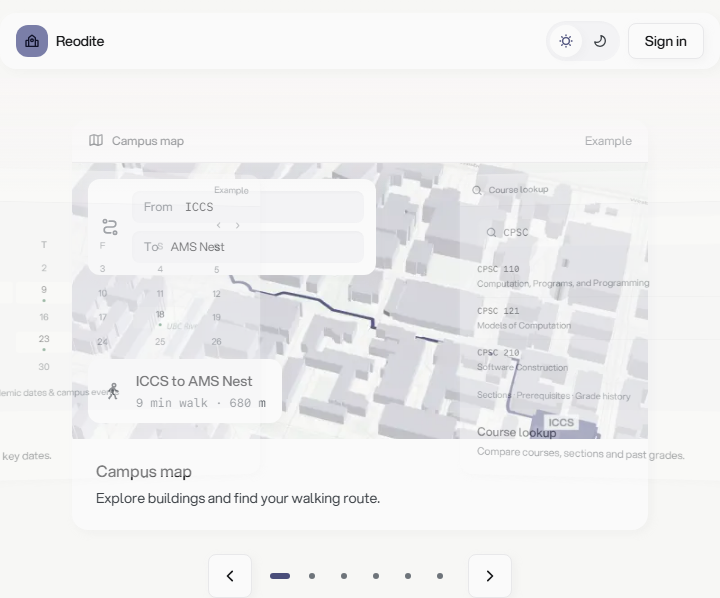 Reodite
Sign in
Campus map
Example
Example
Course lookup
From ICCS
CPSC
To AMS Nest
T
F
S
S
2
3
4
5
CPSC 110
Computation, Programs, and Programming
9
10
11
12
CPSC 121
Models of Computation
16
17
18
19
23
24
25
26
CPSC 210
Software Construction
30
ICCS to AMS Nest
9 min walk · 680 m
campus events
Sections · Prerequisites · Grade history
ICCS
Course lookup
Compare courses, sections and past grades.
key dates.
Campus map
Explore buildings and find your walking route.